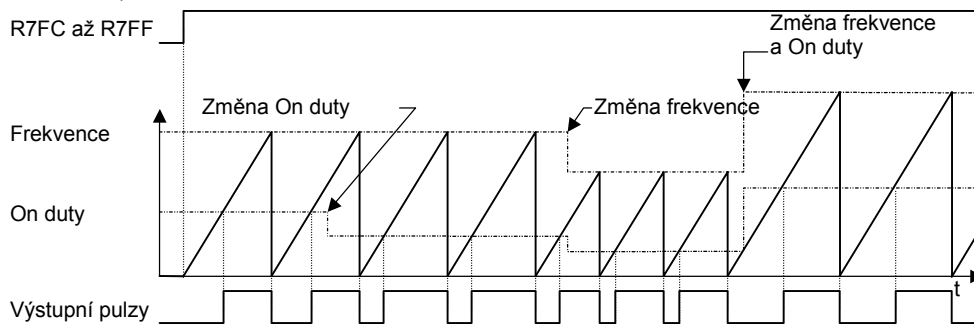 R7FC až R7FF
Změna frekvence
a On duty
Změna On duty
Změna frekvence
Frekvence
On duty
t
Výstupní pulzy